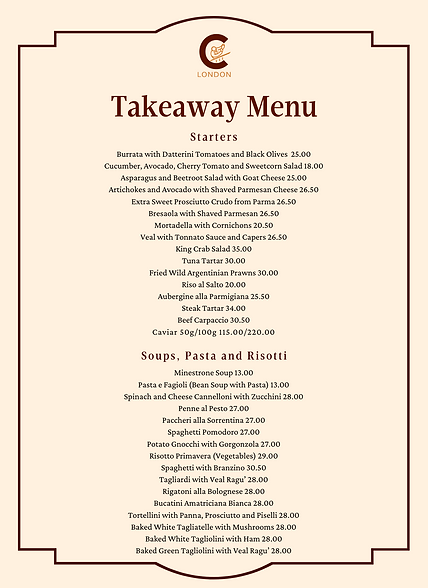 C
LONDON
Takeaway Menu
Starters
Burrata with Datterini Tomatoes and Black Olives 25.00
Cucumber, Avocado, Cherry Tomato and Sweetcorn Salad 18.00
Asparagus and Beetroot Salad with Goat Cheese 25.00
Artichokes and Avocado with Shaved Parmesan Cheese 26.50
Extra Sweet Prosciutto Crudo from Parma 26.50
Bresaola with Shaved Parmesan 26.50
Mortadella with Cornichons 20.50
Veal with Tonnato Sauce and Capers 26.50
King Crab Salad 35.00
Tuna Tartar 30.00
Fried Wild Argentinian Prawns 30.00
Riso al Salto 20.00
Aubergine alla Parmigiana 25.50
Steak Tartar 34.00
Beef Carpaccio 30.50
Caviar 50g/100g 115.00/220.00
Soups, Pasta and Risotti
Minestrone Soup 13.00
Pasta e Fagioli (Bean Soup with Pasta) 13.00
Spinach and Cheese Cannelloni with Zucchini 28.00
Penne al Pesto 27.00
Paccheri alla Sorrentina 27.00
Spaghetti Pomodoro 27.00
Potato Gnocchi with Gorgonzola 27.00
Risotto Primavera (Vegetables) 29.00
Spaghetti with Branzino 30.50
Tagliardi with Veal Ragu' 28.00
Rigatoni alla Bolognese 28.00
Bucatini Amatriciana Bianca 28.00
Tortellini with Panna, Prosciutto and Piselli 28.00
Baked White Tagliatelle with Mushrooms 28.00
Baked White Tagliolini with Ham 28.00
Baked Green Tagliolini with Veal Ragu' 28.00